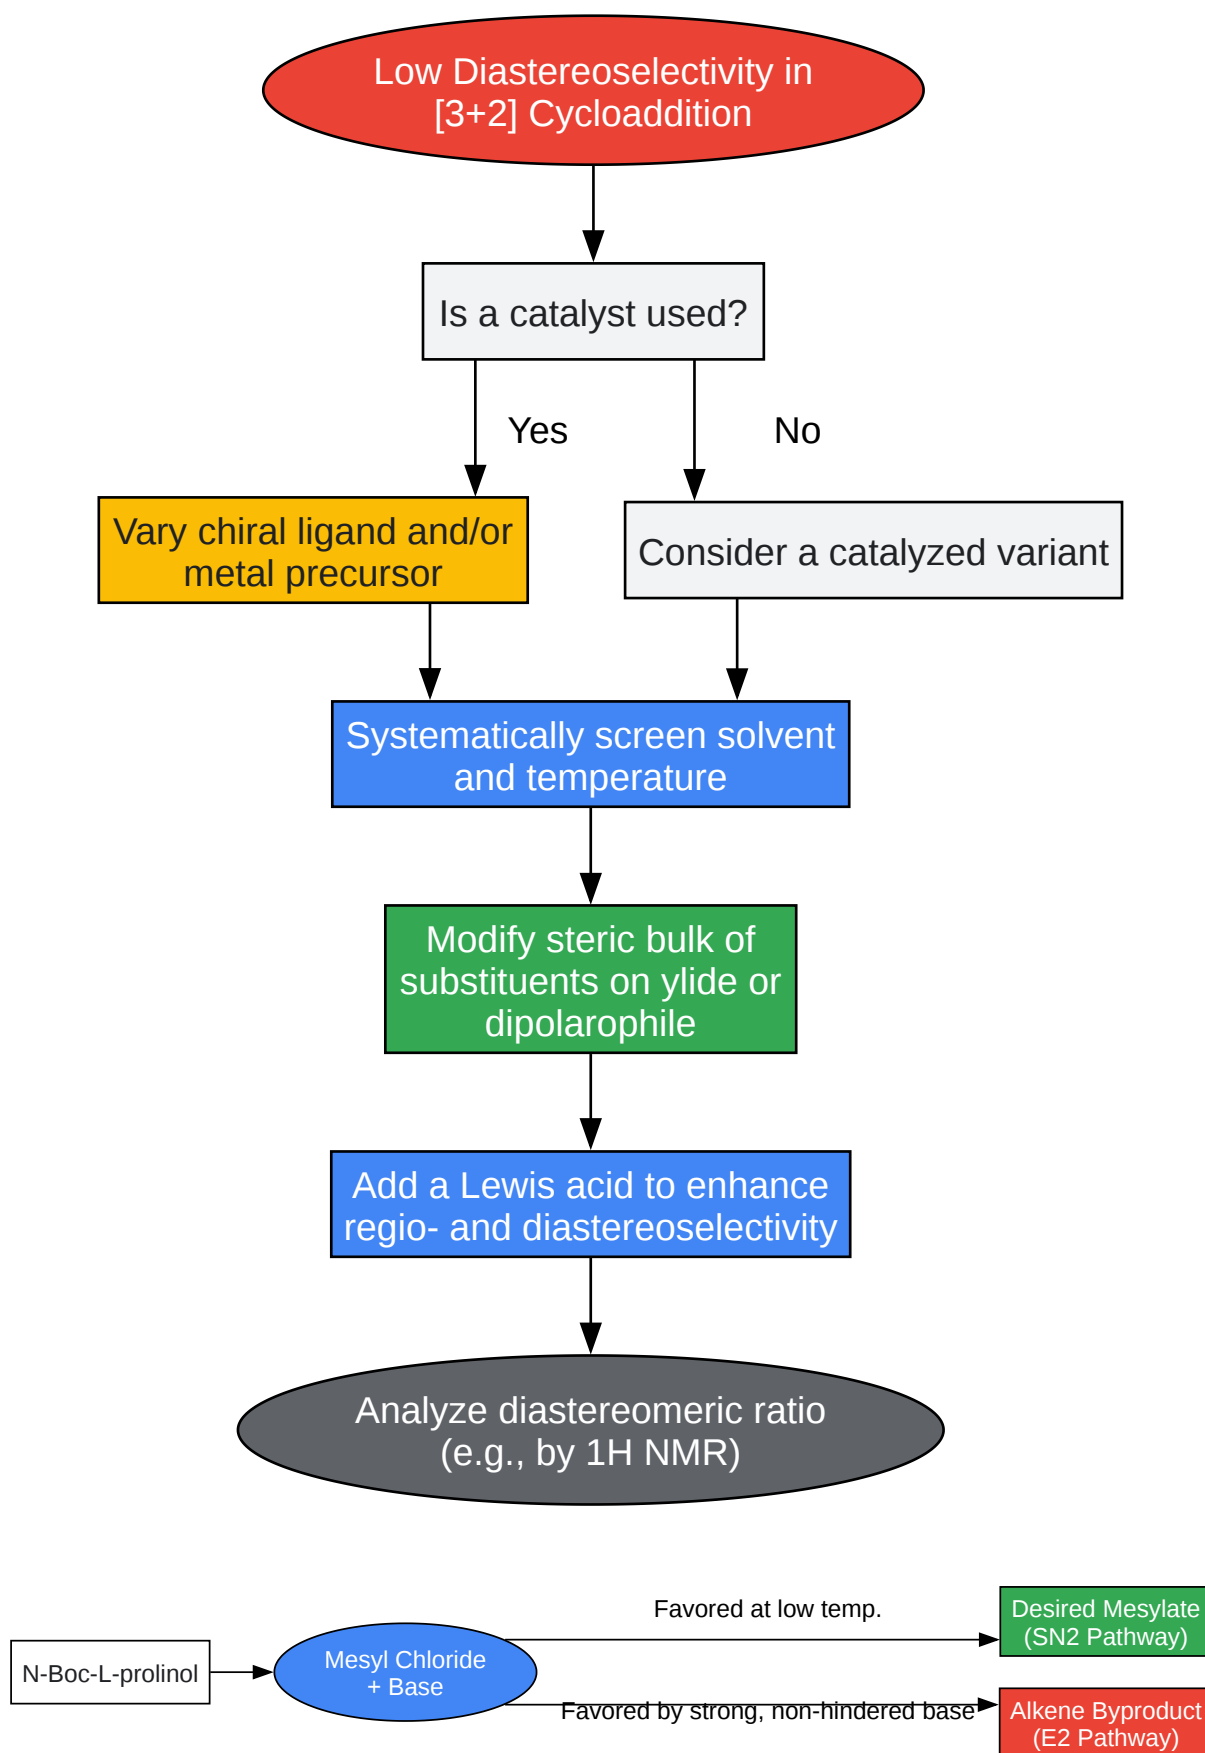 Low Diastereoselectivity in
[3+2] Cycloaddition
Is a catalyst used?
Yes
No
Vary chiral ligand and/or
metal precursor
Consider a catalyzed variant
Systematically screen solvent
and temperature
Modify steric bulk of
substituents on ylide or
dipolarophile
Add a Lewis acid to enhance
regio- and diastereoselectivity
Analyze diastereomeric ratio
(e.g., by 1H NMR)
N-Boc-L-prolinol
Mesyl Chloride
+ Base
Favored at low temp.
Desired Mesylate
(SN2 Pathway)
Favored by strong, non-hindered base
Alkene Byproduct
(E2 Pathway)